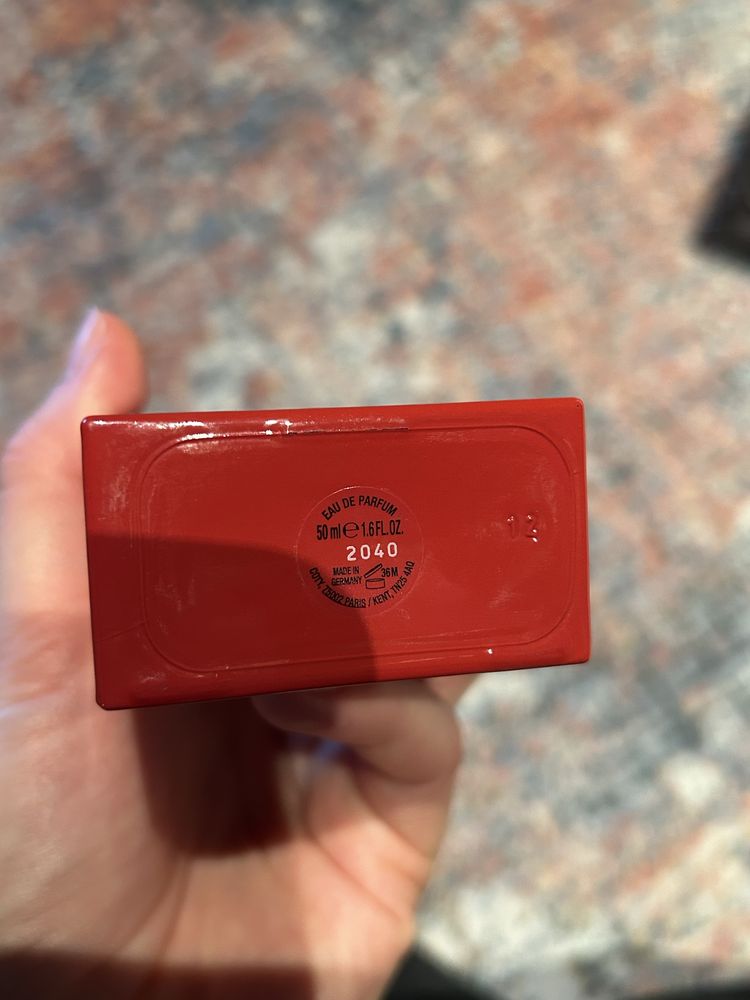 EAU DE PARFUM
50 ml ℮ 1.6 FL.OZ.
2040
MADE IN
GERMANY
36M
COTY, 75002 PARIS / KENT, TN25 4AQ
12